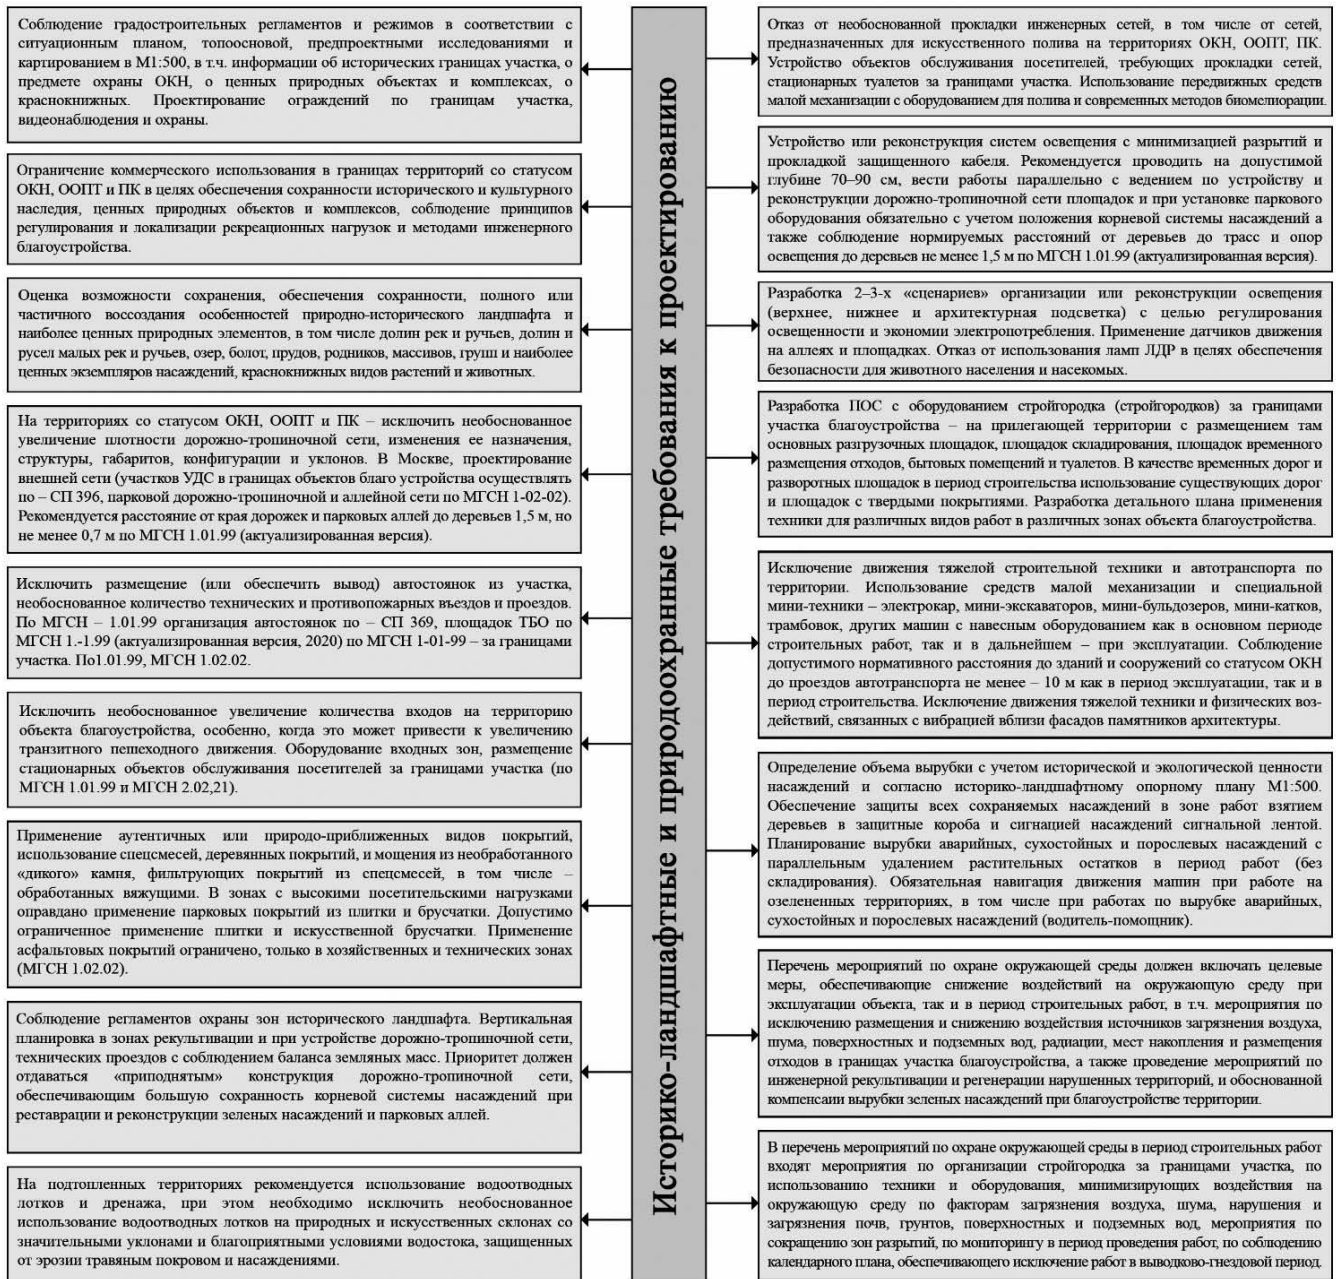 Соблюдение градостроительных регламентов и режимов в соответствии с
ситуационным планом, топоосновой, предпроектными исследованиями и
картированием в М1:500, в т.ч. информации об исторических границах участка, о
предмете охраны ОКН, о ценных природных объектах и комплексах, о
краснокнижных. Проектирование ограждений по границам участка,
видеонаблюдения и охраны.
Ограничение коммерческого использования в границах территорий со статусом
ОКН, ООПТ и ПК в целях обеспечения сохранности исторического и культурного
наследия, ценных природных объектов и комплексов, соблюдение принципов
регулирования и локализации рекреационных нагрузок и методами инженерного
благоустройства.
Оценка возможности сохранения, обеспечения сохранности, полного или
частичного воссоздания особенностей природно-исторического ландшафта и
наиболее ценных природных элементов, в том числе долин рек и ручьев, долин и
русел малых рек и ручьев, озер, болот, прудов, родников, массивов, групп и наиболее
ценных экземпляров насаждений, краснокнижных видов растений и животных.
На территориях со статусом ОКН, ООПТ и ПК – исключить необоснованное
увеличение плотности дорожно-тропиночной сети, изменения ее назначения,
структуры, габаритов, конфигурации и уклонов. В Москве, проектирование
внешней сети (участков УДС в границах объектов благо устройства осуществлять
по – СП 396, парковой дорожно-тропиночной и аллейной сети по МГСН 1-02-02).
Рекомендуется расстояние от края дорожек и парковых аллей до деревьев 1,5 м, но
не менее 0,7 м по МГСН 1.01.99 (актуализированная версия).
Исключить размещение (или обеспечить вывод) автостоянок из участка,
необоснованное количество технических и противопожарных въездов и проездов.
По МГСН – 1.01.99 организация автостоянок по – СП 369, площадок ТБО по
МГСН 1.-1.99 (актуализированная версия, 2020) по МГСН 1-01-99 – за границами
участка. По1.01.99, МГСН 1.02.02.
Исключить необоснованное увеличение количества входов на территорию
объекта благоустройства, особенно, когда это может привести к увеличению
транзитного пешеходного движения. Оборудование входных зон, размещение
стационарных объектов обслуживания посетителей за границами участка (по
МГСН 1.01.99 и МГСН 2.02,21).
Применение аутентичных или природо-приближенных видов покрытий,
использование спецсмесей, деревянных покрытий, и мощения из необработанного
«дикого» камня, фильтрующих покрытий из спецсмесей, в том числе –
обработанных вяжущими. В зонах с высокими посетительскими нагрузками
оправдано применение парковых покрытий из плитки и брусчатки. Допустимо
ограниченное применение плитки и искусственной брусчатки. Применение
асфальтовых покрытий ограничено, только в хозяйственных и технических зонах
(МГСН 1.02.02).
Соблюдение регламентов охраны зон исторического ландшафта. Вертикальная
планировка в зонах рекультивации и при устройстве дорожно-тропиночной сети,
технических проездов с соблюдением баланса земляных масс. Приоритет должен
отдаваться «приподнятым» конструкция дорожно-тропиночной сети,
обеспечивающим большую сохранность корневой системы насаждений при
реставрации и реконструкции зеленых насаждений и парковых аллей.
На подтопленных территориях рекомендуется использование водоотводных
лотков и дренажа, при этом необходимо исключить необоснованное
использование водоотводных лотков на природных и искусственных склонах со
значительными уклонами и благоприятными условиями водостока, защищенных
от эрозии травяным покровом и насаждениями.
Историко-ландшафтные и природоохранные требования к проектированию
Отказ от необоснованной прокладки инженерных сетей, в том числе от сетей,
предназначенных для искусственного полива на территориях ОКН, ООПТ, ПК.
Устройство объектов обслуживания посетителей, требующих прокладки сетей,
стационарных туалетов за границами участка. Использование передвижных средств
малой механизации с оборудованием для полива и современных методов биомелиорации.
Устройство или реконструкция систем освещения с минимизацией разрытий и
прокладкой защищенного кабеля. Рекомендуется проводить на допустимой
глубине 70–90 см, вести работы параллельно с ведением по устройству и
реконструкции дорожно-тропиночной сети площадок и при установке паркового
оборудования обязательно с учетом положения корневой системы насаждений а
также соблюдение нормируемых расстояний от деревьев до трасс и опор
освещения до деревьев не менее 1,5 м по МГСН 1.01.99 (актуализированная версия).
Разработка 2–3-х «сценариев» организации или реконструкции освещения
(верхнее, нижнее и архитектурная подсветка) с целью регулирования
освещенности и экономии электропотребления. Применение датчиков движения
на аллеях и площадках. Отказ от использования ламп ЛДР в целях обеспечения
безопасности для животного населения и насекомых.
Разработка ПОС с оборудованием стройгородка (стройгородков) за границами
участка благоустройства – на прилегающей территории с размещением там
основных разгрузочных площадок, площадок складирования, площадок временного
размещения отходов, бытовых помещений и туалетов. В качестве временных дорог и
разворотных площадок в период строительства использование существующих дорог
и площадок с твердыми покрытиями. Разработка детального плана применения
техники для различных видов работ в различных зонах объекта благоустройства.
Исключение движения тяжелой строительной техники и автотранспорта по
территории. Использование средств малой механизации и специальной
мини-техники – электрокар, мини-экскаваторов, мини-бульдозеров, мини-катков,
трамбовок, других машин с навесным оборудованием как в основном периоде
строительных работ, так и в дальнейшем – при эксплуатации. Соблюдение
допустимого нормативного расстояния до зданий и сооружений со статусом ОКН
до проездов автотранспорта не менее – 10 м как в период эксплуатации, так и в
период строительства. Исключение движения тяжелой техники и физических воз-
действий, связанных с вибрацией вблизи фасадов памятников архитектуры.
Определение объема вырубки с учетом исторической и экологической ценности
насаждений и согласно историко-ландшафтному опорному плану М1:500.
Обеспечение защиты всех сохраняемых насаждений в зоне работ взятием
деревьев в защитные короба и сигнацией насаждений сигнальной лентой.
Планирование вырубки аварийных, сухостойных и порослевых насаждений с
параллельным удалением растительных остатков в период работ (без
складирования). Обязательная навигация движения машин при работе на
озелененных территориях, в том числе при работах по вырубке аварийных,
сухостойных и порослевых насаждений (водитель-помощник).
Перечень мероприятий по охране окружающей среды должен включать целевые
меры, обеспечивающие снижение воздействий на окружающую среду при
эксплуатации объекта, так и в период строительных работ, в т.ч. мероприятия по
исключению размещения и снижению воздействия источников загрязнения воздуха,
шума, поверхностных и подземных вод, радиации, мест накопления и размещения
отходов в границах участка благоустройства, а также проведение мероприятий по
инженерной рекультивации и регенерации нарушенных территорий, и обоснованной
компенсаии вырубки зеленых насаждений при благоустройстве территории.
В перечень мероприятий по охране окружающей среды в период строительных работ
входят мероприятия по организации стройгородка за границами участка, по
использованию техники и оборудования, минимизирующих воздействия на
окружающую среду по факторам загрязнения воздуха, шума, нарушения и
загрязнения почв, грунтов, поверхностных и подземных вод, мероприятия по
сокращению зон разрытий, по мониторингу в период проведения работ, по соблюдению
календарного плана, обеспечивающего исключение работ в выводково-гнездовой период.